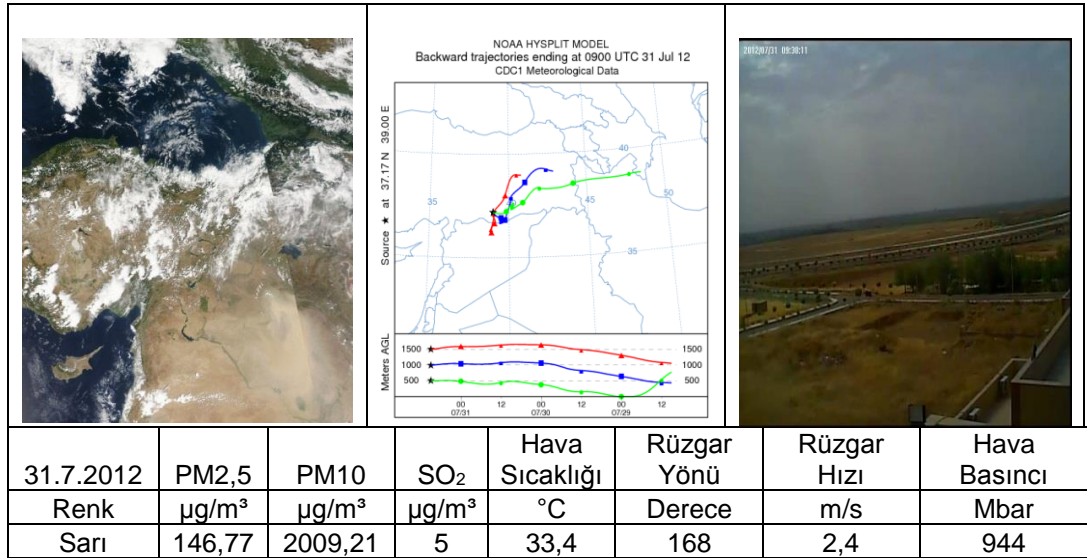 NOAA HYSPLIT MODEL
Backward trajectories ending at 0900 UTC 31 Jul 12
CDC1 Meteorological Data
Source ★ at 37.17 N 39.00 E
35
40
45
50
40
35
Meters AGL
1500
1000
500
1500
1000
500
00 12 00 12 00 12
07/31 07/30 07/29
2012/07/31 09:30:11
31.7.2012 PM2,5 PM10 SO₂ Hava Sıcaklığı Rüzgar Yönü Rüzgar Hızı Hava Basıncı
Renk µg/m³ µg/m³ µg/m³ °C Derece m/s Mbar
Sarı 146,77 2009,21 5 33,4 168 2,4 944